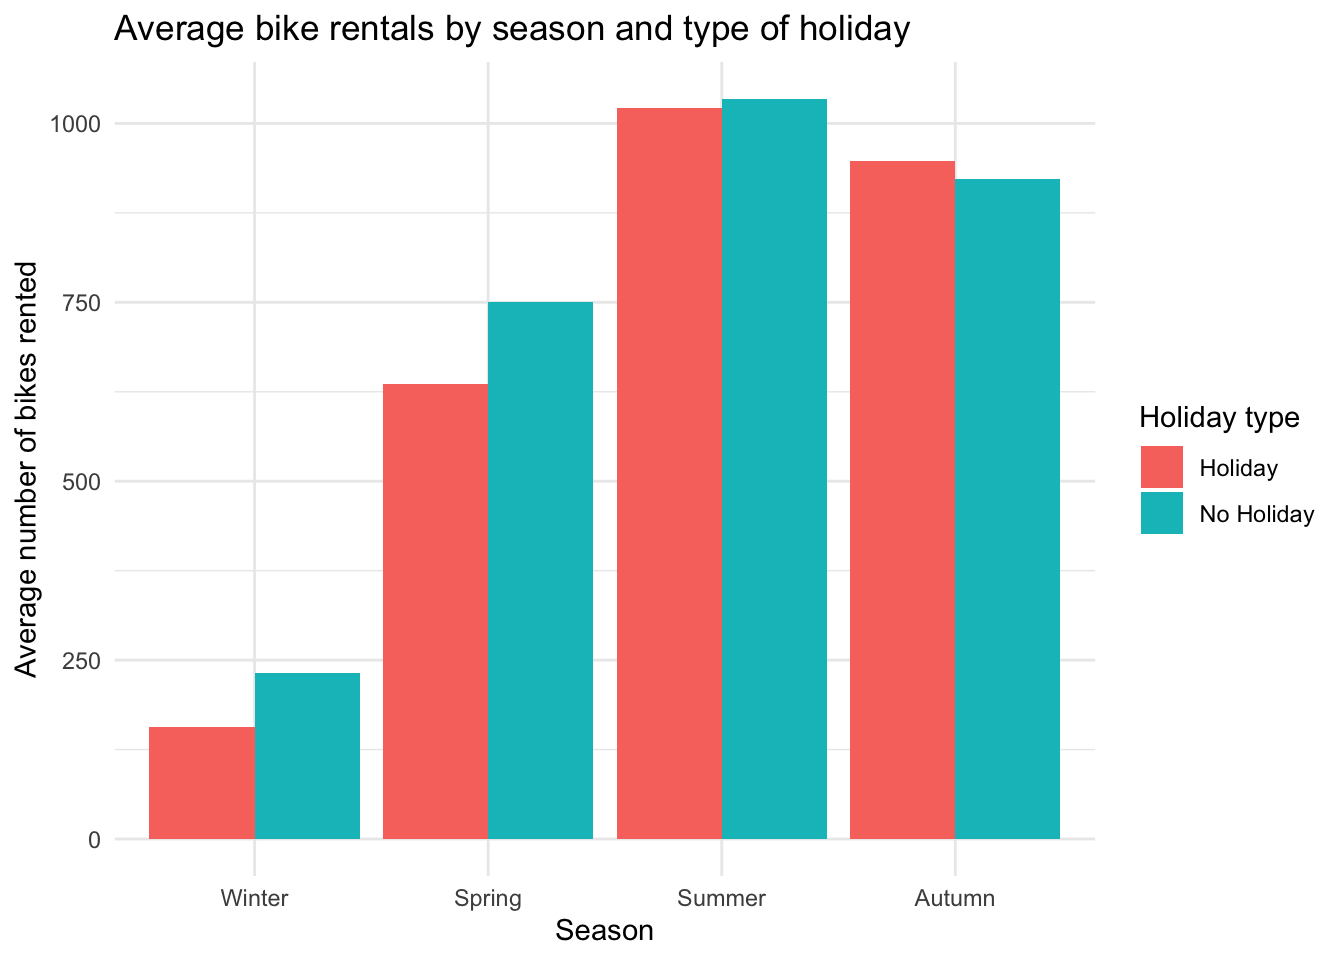 Average bike rentals by season and type of holiday
Average number of bikes rented
1000
750
500
250
0
Winter
Spring
Summer
Autumn
Season
Holiday type
Holiday
No Holiday